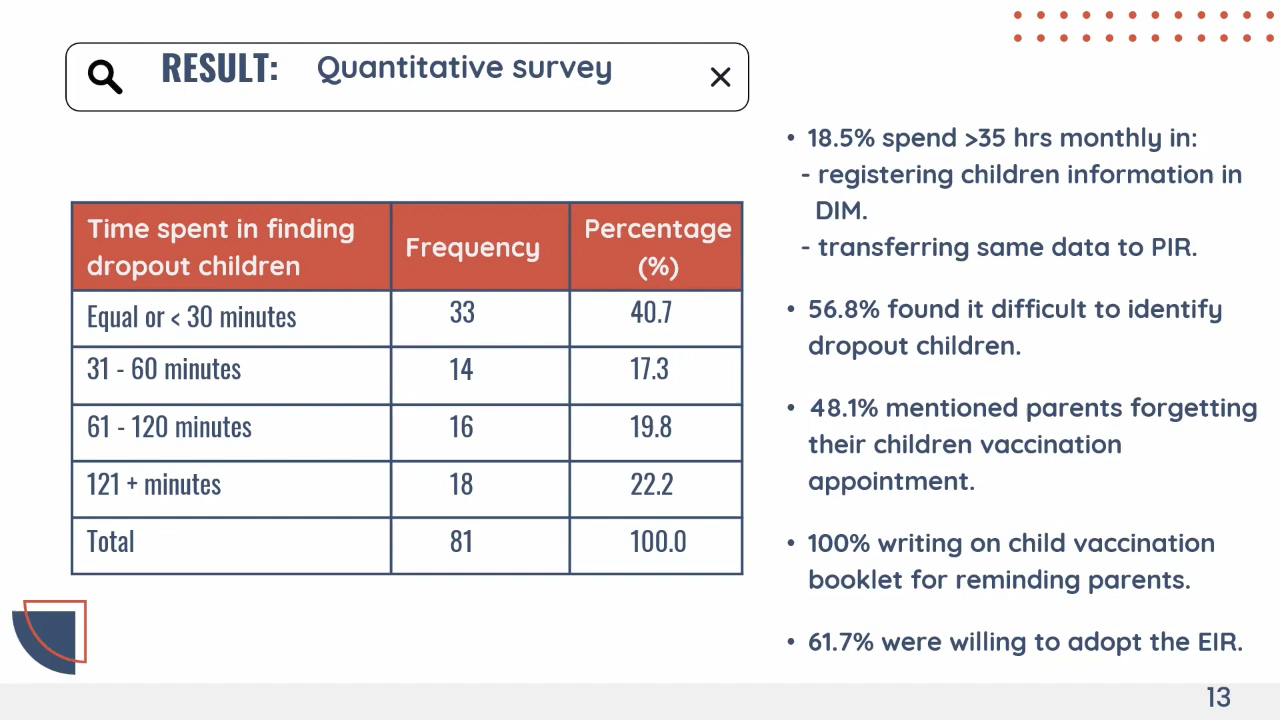 RESULT: Quantitative survey
Time spent in finding dropout children Frequency Percentage (%)
Equal or < 30 minutes 33 40.7
31 - 60 minutes 14 17.3
61 - 120 minutes 16 19.8
121 + minutes 18 22.2
Total 81 100.0
• 18.5% spend >35 hrs monthly in:
- registering children information in
DIM.
- transferring same data to PIR.
• 56.8% found it difficult to identify
dropout children.
• 48.1% mentioned parents forgetting
their children vaccination
appointment.
• 100% writing on child vaccination
booklet for reminding parents.
• 61.7% were willing to adopt the EIR.
13